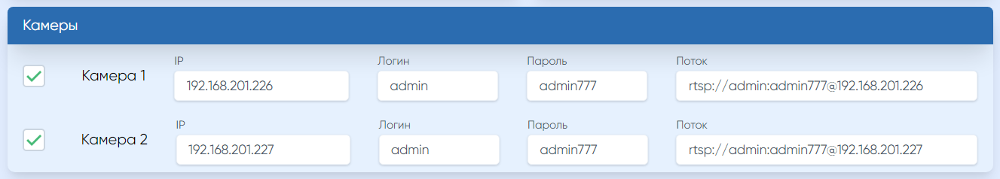 Камеры
IP Логин Пароль Поток
Камера 1 192.168.201.226 admin admin777 rtsp://admin:admin777@192.168.201.226
IP Логин Пароль Поток
Камера 2 192.168.201.227 admin admin777 rtsp://admin:admin777@192.168.201.227